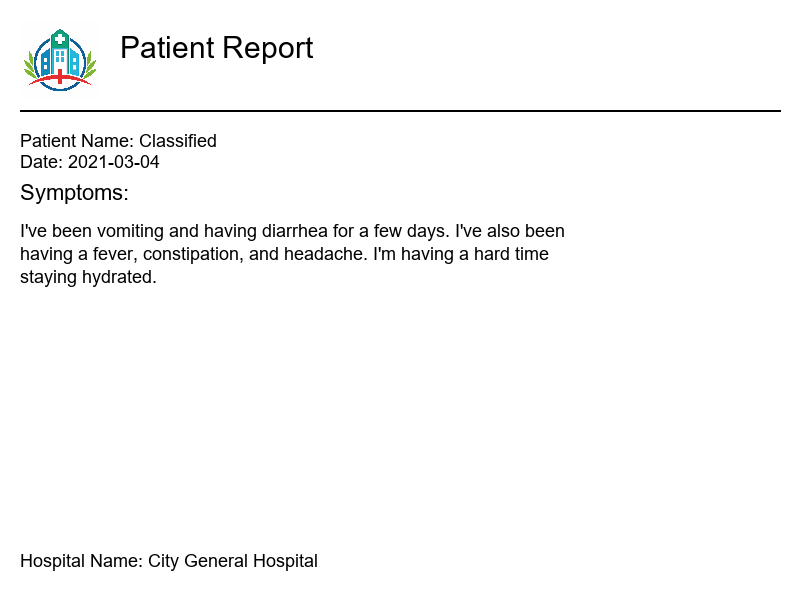 Patient Report
Patient Name: Classified
Date: 2021-03-04
Symptoms:
I've been vomiting and having diarrhea for a few days. I've also been
having a fever, constipation, and headache. I'm having a hard time
staying hydrated.
Hospital Name: City General Hospital